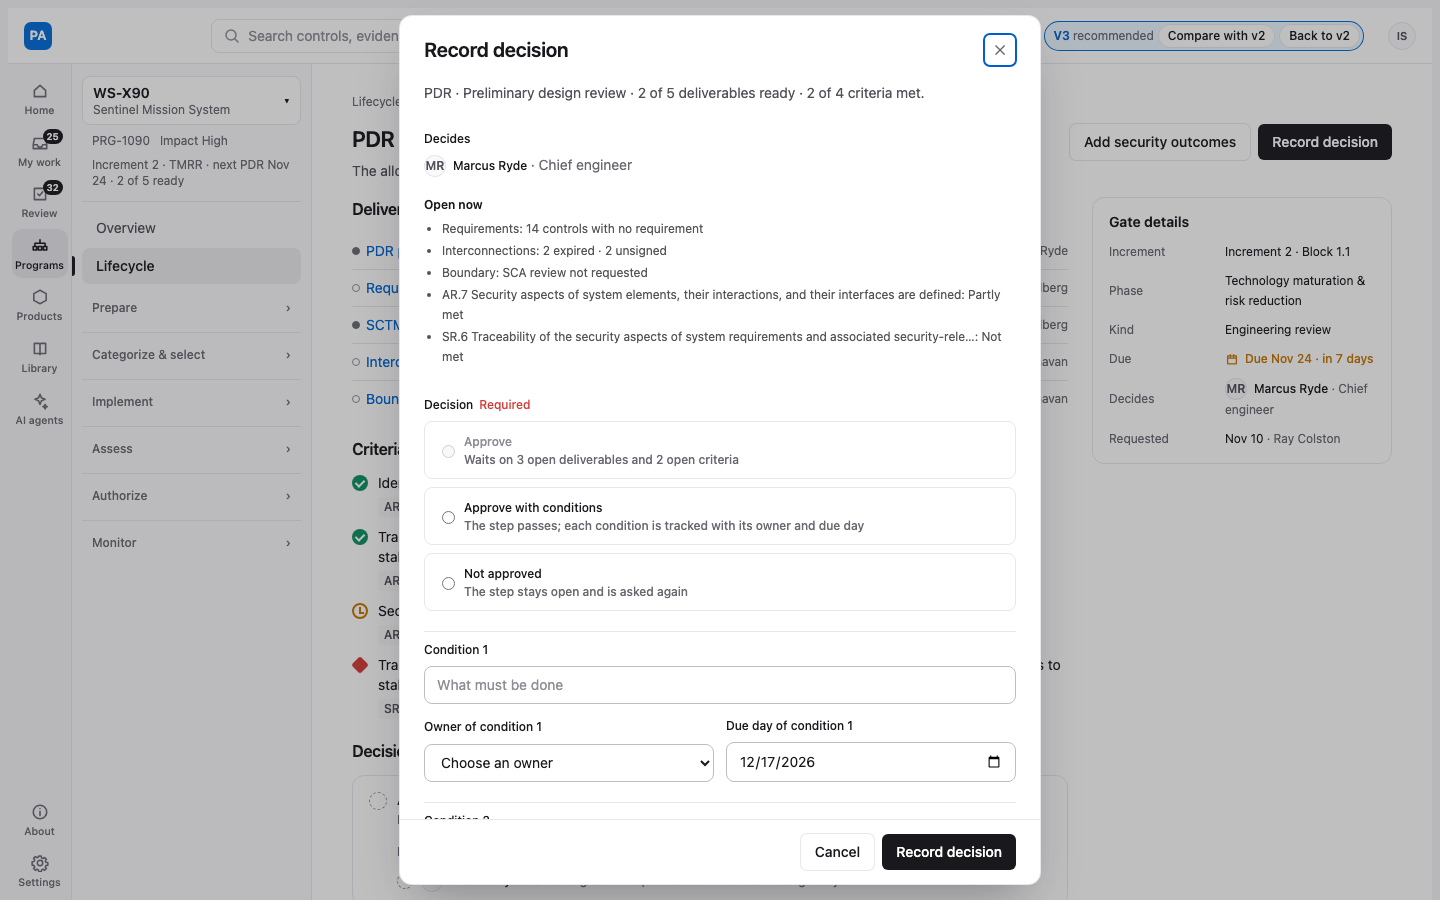 PA
Search controls, eviden
V3 recommended
Compare with v2
Back to v2
IS
Home
25
My work
32
Review
Programs
Products
Library
AI agents
About
Settings
WS-X90
Sentinel Mission System
PRG-1090 Impact High
Increment 2 · TMRR · next PDR Nov
24 · 2 of 5 ready
Overview
Lifecycle
Prepare
Categorize & select
Implement
Assess
Authorize
Monitor
Lifecycle
PDR
The allo
Add security outcomes
Record decision
Deliver
PDR
Ryde
Requ
lberg
SCTM
lberg
Interc
avan
Boun
avan
Criteria
Ide
AR
Tra
stal
AR
Sec
AR
Tra
s to
stal
SR
Decisio
Gate details
Increment Increment 2 · Block 1.1
Phase Technology maturation &
risk reduction
Kind Engineering review
Due Due Nov 24 · in 7 days
Decides MR Marcus Ryde · Chief
engineer
Requested Nov 10 · Ray Colston
Record decision
PDR · Preliminary design review · 2 of 5 deliverables ready · 2 of 4 criteria met.
Decides
MR Marcus Ryde · Chief engineer
Open now
• Requirements: 14 controls with no requirement
• Interconnections: 2 expired · 2 unsigned
• Boundary: SCA review not requested
• AR.7 Security aspects of system elements, their interactions, and their interfaces are defined: Partly
met
• SR.6 Traceability of the security aspects of system requirements and associated security-rele...: Not
met
Decision Required
Approve
Waits on 3 open deliverables and 2 open criteria
Approve with conditions
The step passes; each condition is tracked with its owner and due day
Not approved
The step stays open and is asked again
Condition 1
What must be done
Owner of condition 1
Due day of condition 1
Choose an owner
12/17/2026
Cancel
Record decision